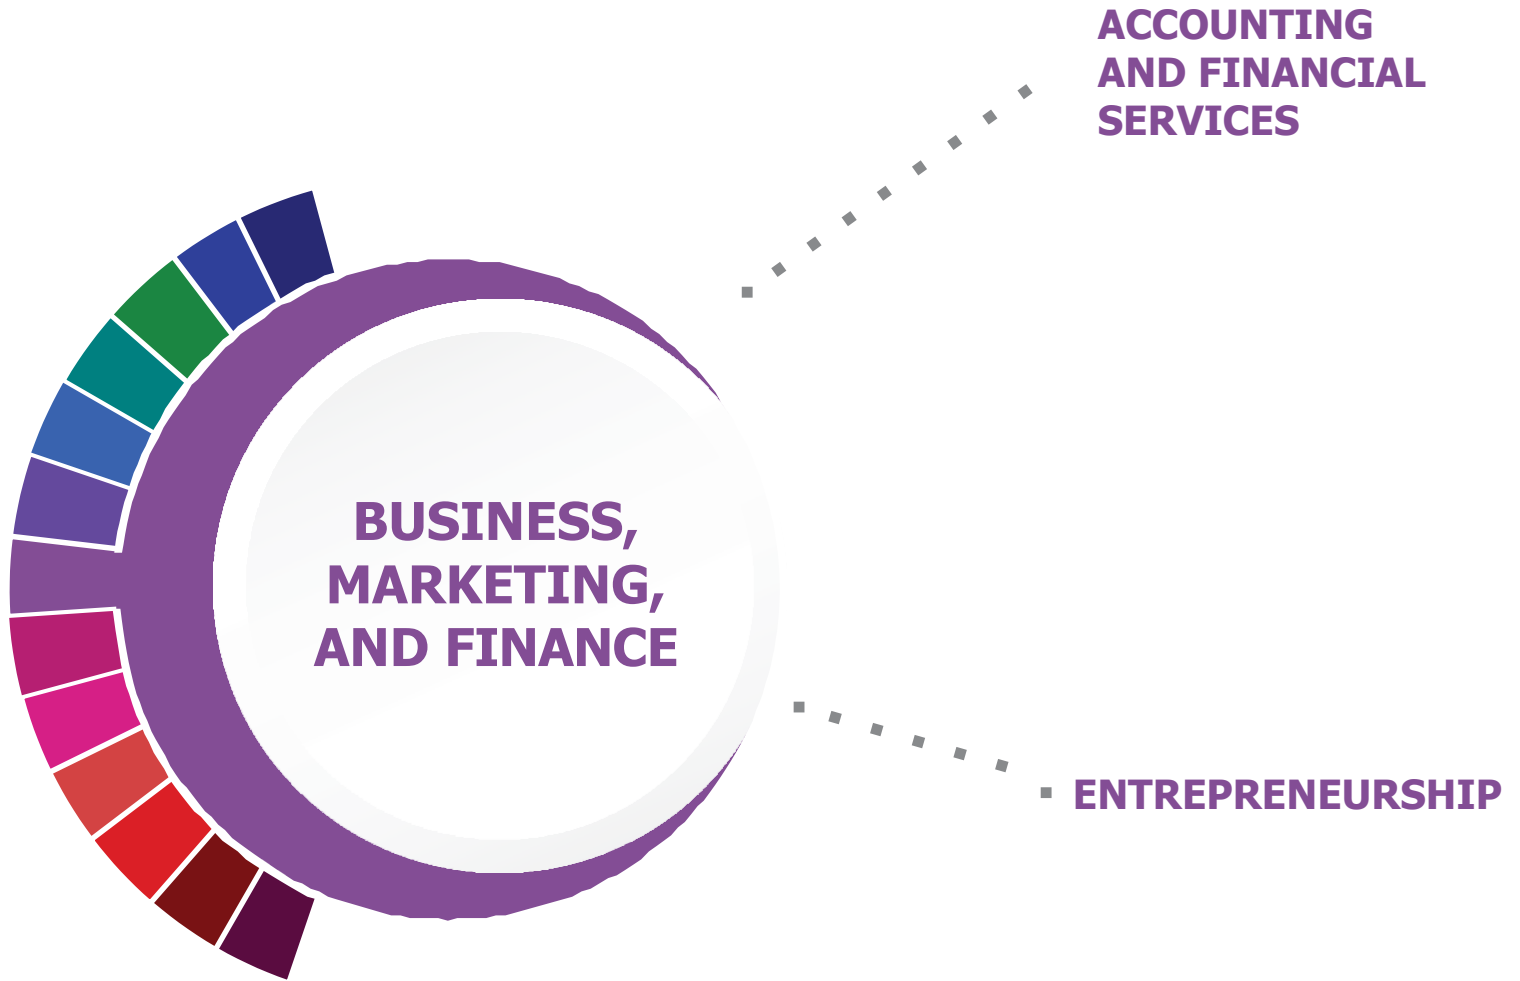 ACCOUNTING
AND FINANCIAL
SERVICES
BUSINESS,
MARKETING,
AND FINANCE
ENTREPRENEURSHIP